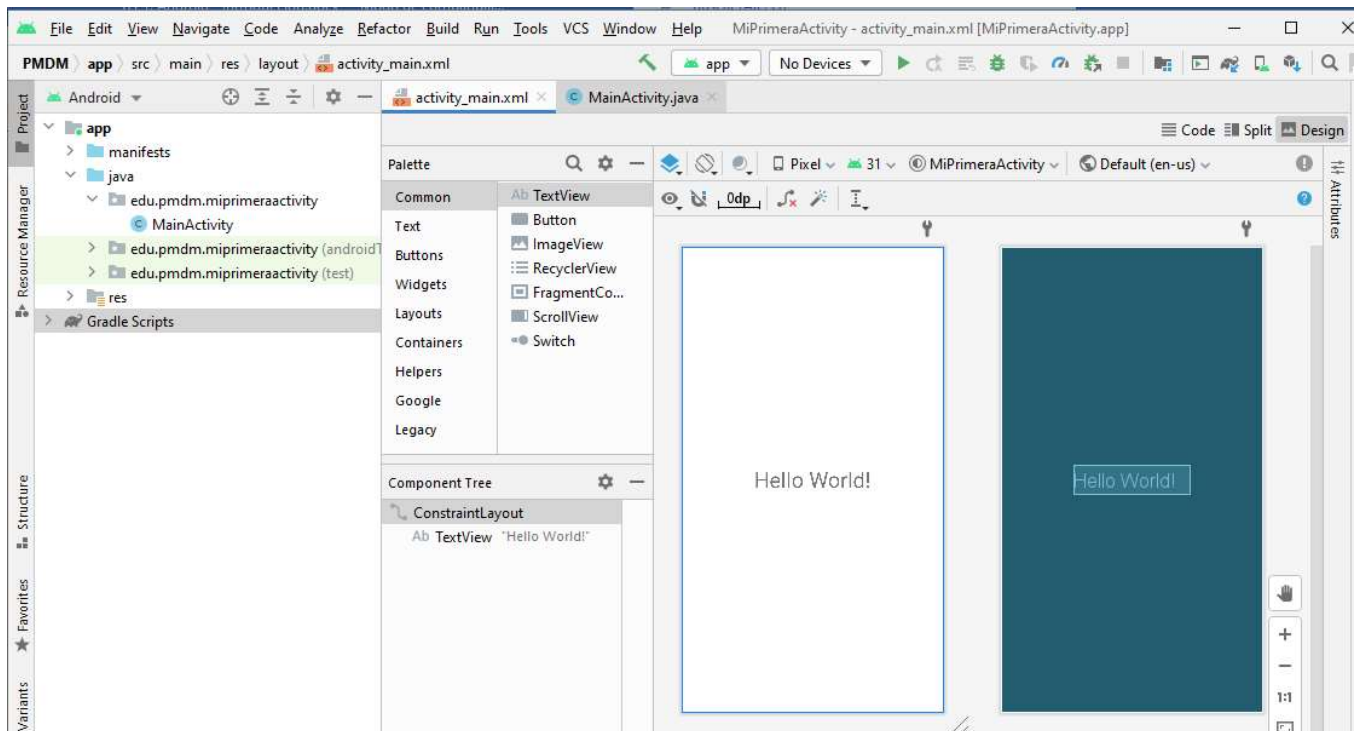 File Edit View Navigate Code Analyze Refactor Build Run Tools VCS Window Help MiPrimeraActivity - activity_main.xml [MiPrimeraActivity.app]
PMDM app src main res layout activity_main.xml app No Devices
Project
Android
activity_main.xml MainActivity.java
app
manifests
java
edu.pmdm.miprimeraactivity
MainActivity
edu.pmdm.miprimeraactivity (androidT
edu.pmdm.miprimeraactivity (test)
res
Gradle Scripts
Resource Manager
Structure
Favorites
Variants
Code Split Design
Palette
Common
Text
Buttons
Widgets
Layouts
Containers
Helpers
Google
Legacy
Ab TextView
Button
ImageView
RecyclerView
FragmentCo...
ScrollView
Switch
Component Tree
ConstraintLayout
Ab TextView "Hello World!"
Pixel 31 MiPrimeraActivity Default (en-us)
0dp
Hello World!
Hello World!
1:1
Attributes